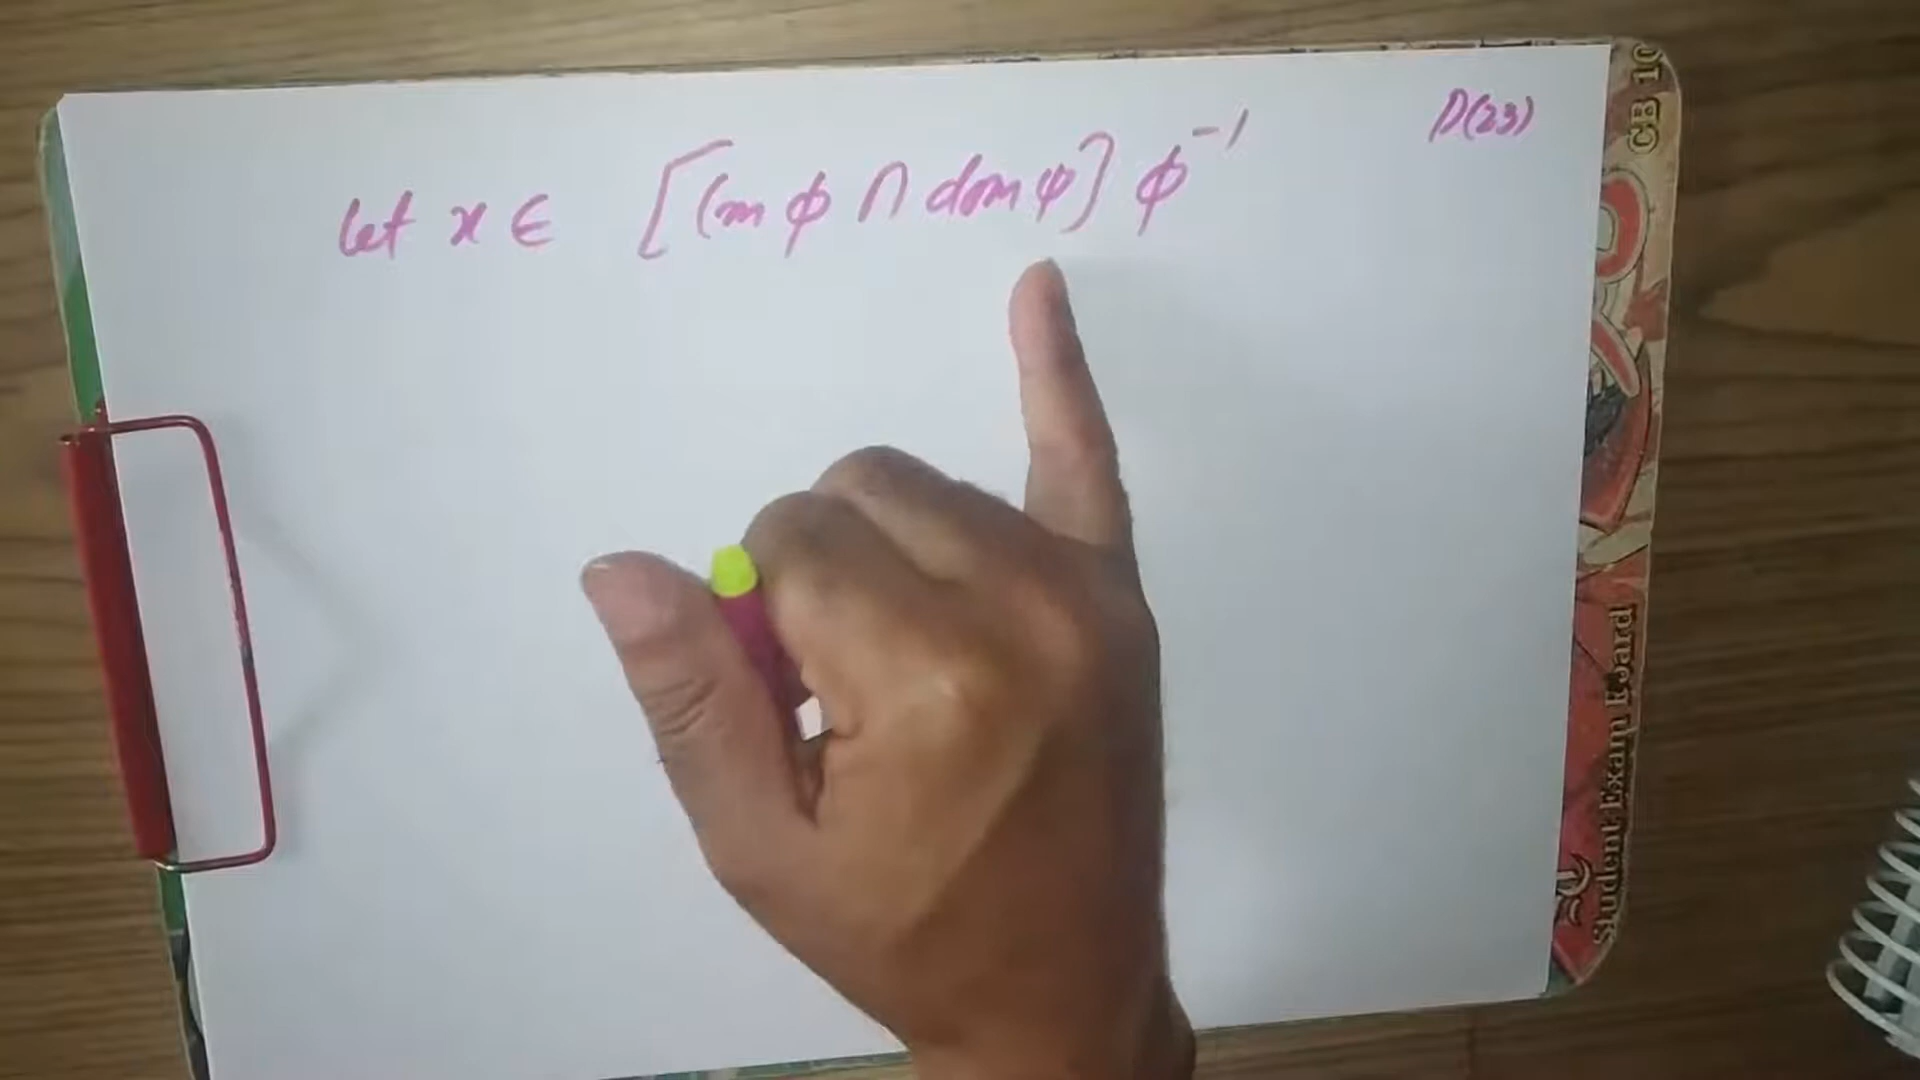 D(23)
let x ∈ [im φ ∩ dom ψ] φ⁻¹
CB 10
Student Exam Board